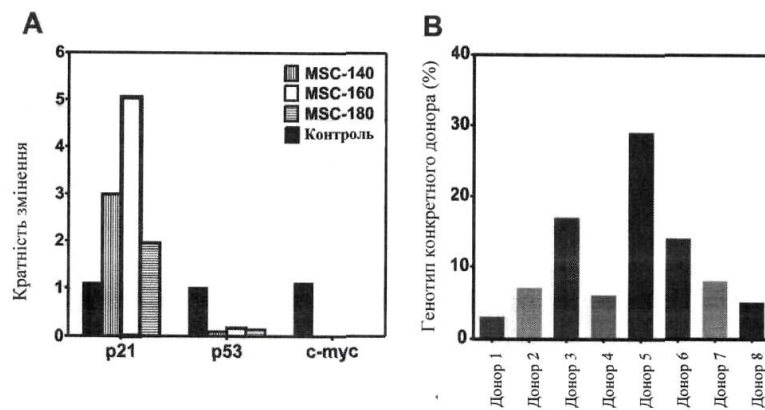 A
Кратність змінення
6
5
4
3
2
1
0
MSC-140
MSC-160
MSC-180
Контроль
p21 p53 c-myc
B
Генотип конкретного донора (%)
40
30
20
10
0
Донор 1
Донор 2
Донор 3
Донор 4
Донор 5
Донор 6
Донор 7
Донор 8